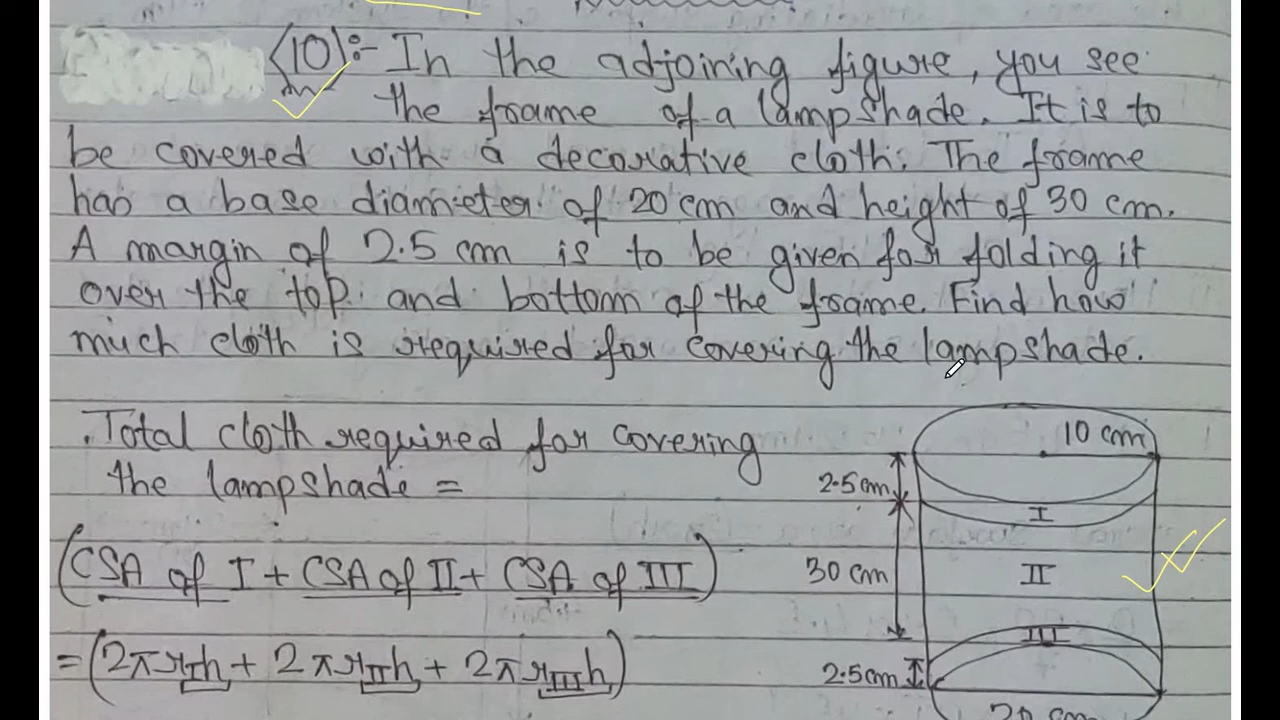 (10):- In the adjoining figure, you see
the frame of a lampshade. It is to
be covered with a decorative cloth. The frame
has a base diameter of 20 cm and height of 30 cm.
A margin of 2.5 cm is to be given for folding it
over the top and bottom of the frame. Find how
much cloth is required for covering the lampshade.
.Total cloth required for covering
the lampshade =
(CSA of I + CSA of II + CSA of III)
= (2πr_I h + 2πr_II h + 2πr_III h)
10 cm
2.5 cm
I
30 cm
II
III
2.5 cm
20 cm